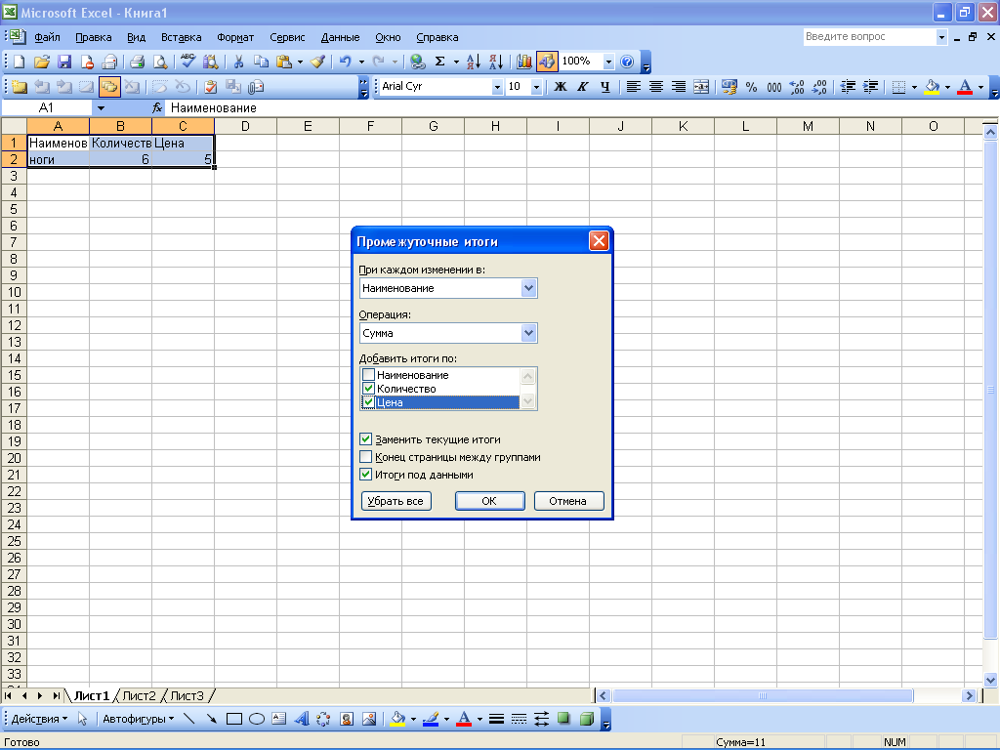 Microsoft Excel - Книга1
Файл Правка Вид Вставка Формат Сервис Данные Окно Справка Введите вопрос
Σ 100%
Arial Cyr 10 Ж К Ч % 000
A1 fx Наименование
A B C D E F G H I J K L M N O
1 Наименов Количеств Цена
2 ноги 6 5
3
4
5
6
7
8
9
10
11
12
13
14
15
16
17
18
19
20
21
22
23
24
25
26
27
28
29
30
31
32
33
Промежуточные итоги
При каждом изменении в:
Наименование
Операция:
Сумма
Добавить итоги по:
Наименование
Количество
Цена
Заменить текущие итоги
Конец страницы между группами
Итоги под данными
Убрать все ОК Отмена
Лист1 Лист2 Лист3
Действия Автофигуры
Готово Сумма=11 NUM